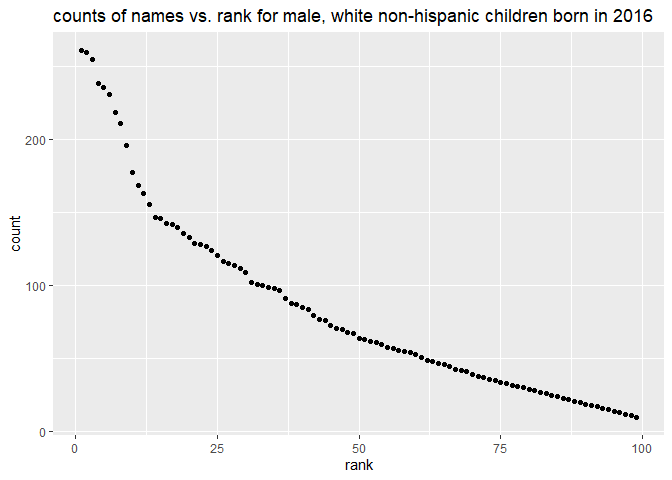 counts of names vs. rank for male, white non-hispanic children born in 2016
200
100
0
count
0 25 50 75 100
rank